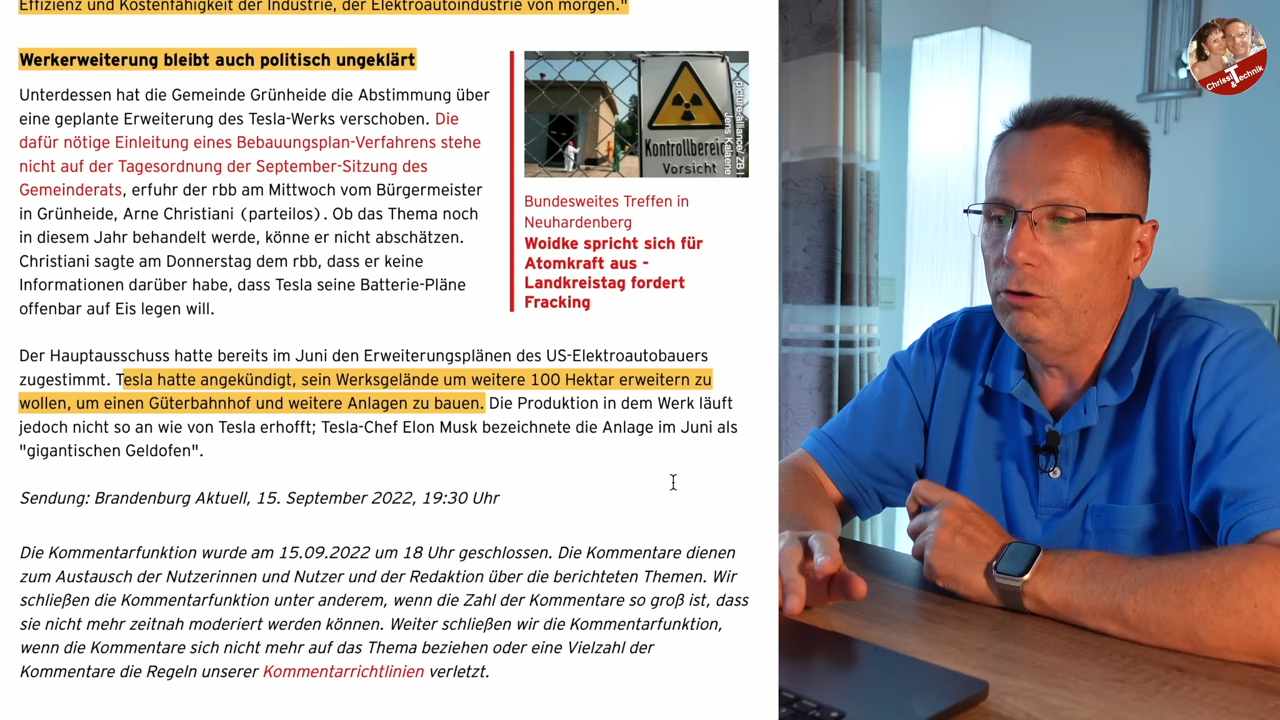 Effizienz und Kostenfähigkeit der Industrie, der Elektroautoindustrie von morgen."
Werkerweiterung bleibt auch politisch ungeklärt
Unterdessen hat die Gemeinde Grünheide die Abstimmung über
eine geplante Erweiterung des Tesla-Werks verschoben. Die
dafür nötige Einleitung eines Bebauungsplan-Verfahrens stehe
nicht auf der Tagesordnung der September-Sitzung des
Gemeinderats, erfuhr der rbb am Mittwoch vom Bürgermeister
in Grünheide, Arne Christiani (parteilos). Ob das Thema noch
in diesem Jahr behandelt werde, könne er nicht abschätzen.
Christiani sagte am Donnerstag dem rbb, dass er keine
Informationen darüber habe, dass Tesla seine Batterie-Pläne
offenbar auf Eis legen will.
Kontrollbereich
Vorsicht
picture-alliance/ZB |
Jens Kalaene
Bundesweites Treffen in
Neuhardenberg
Woidke spricht sich für
Atomkraft aus -
Landkreistag fordert
Fracking
Der Hauptausschuss hatte bereits im Juni den Erweiterungsplänen des US-Elektroautobauers
zugestimmt. Tesla hatte angekündigt, sein Werksgelände um weitere 100 Hektar erweitern zu
wollen, um einen Güterbahnhof und weitere Anlagen zu bauen. Die Produktion in dem Werk läuft
jedoch nicht so an wie von Tesla erhofft; Tesla-Chef Elon Musk bezeichnete die Anlage im Juni als
"gigantischen Geldofen".
Sendung: Brandenburg Aktuell, 15. September 2022, 19:30 Uhr
Die Kommentarfunktion wurde am 15.09.2022 um 18 Uhr geschlossen. Die Kommentare dienen
zum Austausch der Nutzerinnen und Nutzer und der Redaktion über die berichteten Themen. Wir
schließen die Kommentarfunktion unter anderem, wenn die Zahl der Kommentare so groß ist, dass
sie nicht mehr zeitnah moderiert werden können. Weiter schließen wir die Kommentarfunktion,
wenn die Kommentare sich nicht mehr auf das Thema beziehen oder eine Vielzahl der
Kommentare die Regeln unserer Kommentarrichtlinien verletzt.
Chrissi T & Technik